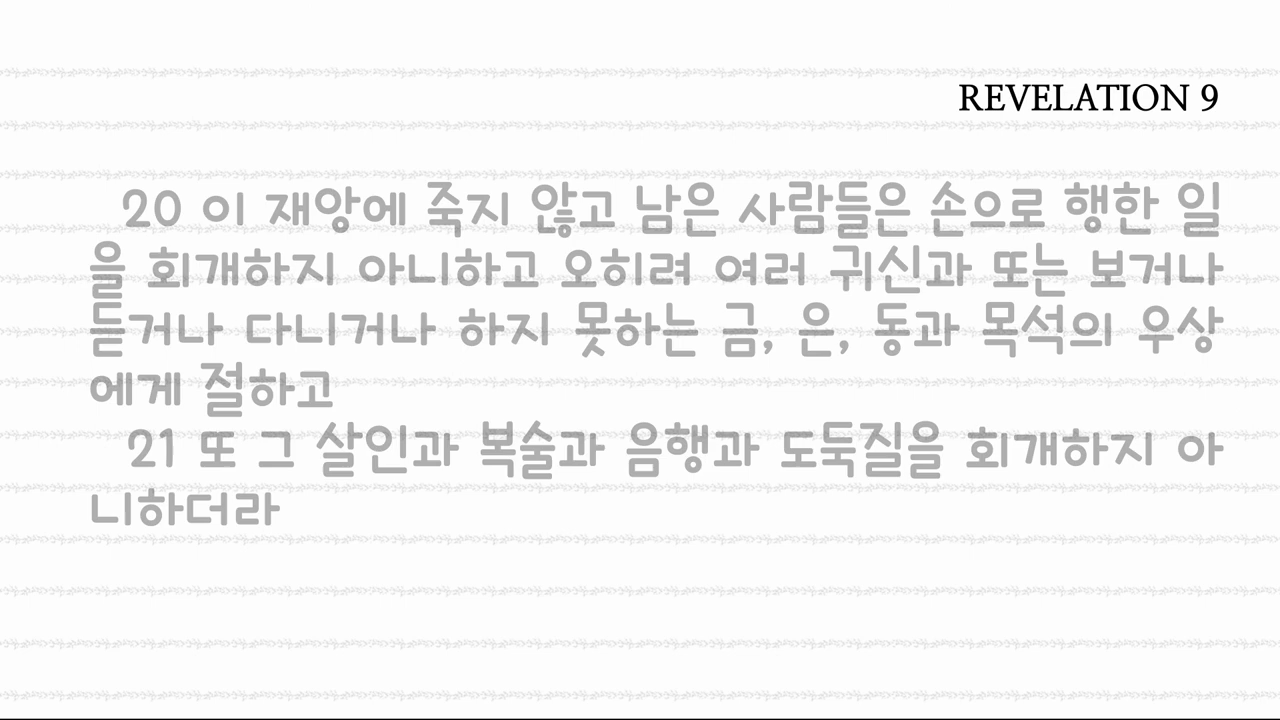 REVELATION 9
20 이 재앙에 죽지 않고 남은 사람들은 손으로 행한 일
을 회개하지 아니하고 오히려 여러 귀신과 또는 보거나
듣거나 다니거나 하지 못하는 금, 은, 동과 목석의 우상
에게 절하고
21 또 그 살인과 복술과 음행과 도둑질을 회개하지 아
니하더라